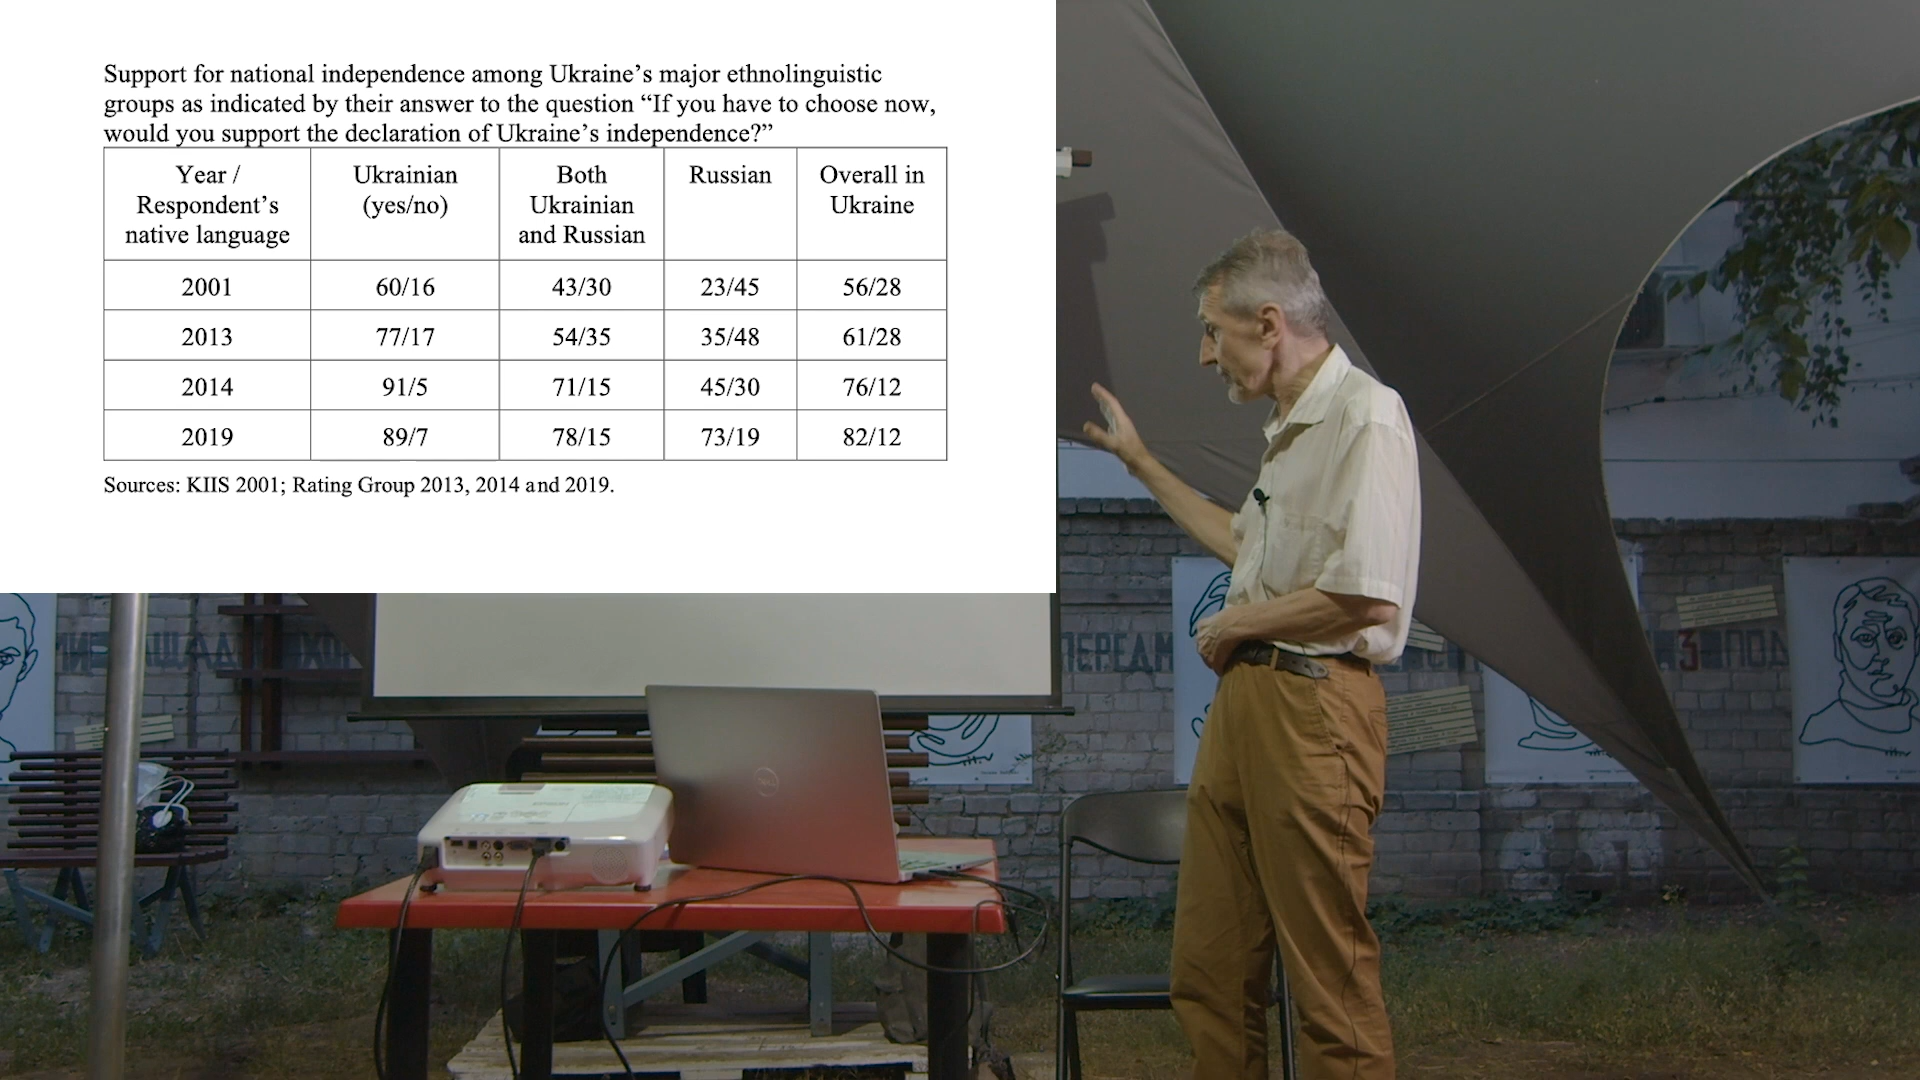 Support for national independence among Ukraine’s major ethnolinguistic
groups as indicated by their answer to the question “If you have to choose now,
would you support the declaration of Ukraine’s independence?”
Year / Respondent’s native language | Ukrainian (yes/no) | Both Ukrainian and Russian | Russian | Overall in Ukraine
2001 | 60/16 | 43/30 | 23/45 | 56/28
2013 | 77/17 | 54/35 | 35/48 | 61/28
2014 | 91/5 | 71/15 | 45/30 | 76/12
2019 | 89/7 | 78/15 | 73/19 | 82/12
Sources: KIIS 2001; Rating Group 2013, 2014 and 2019.
DELL